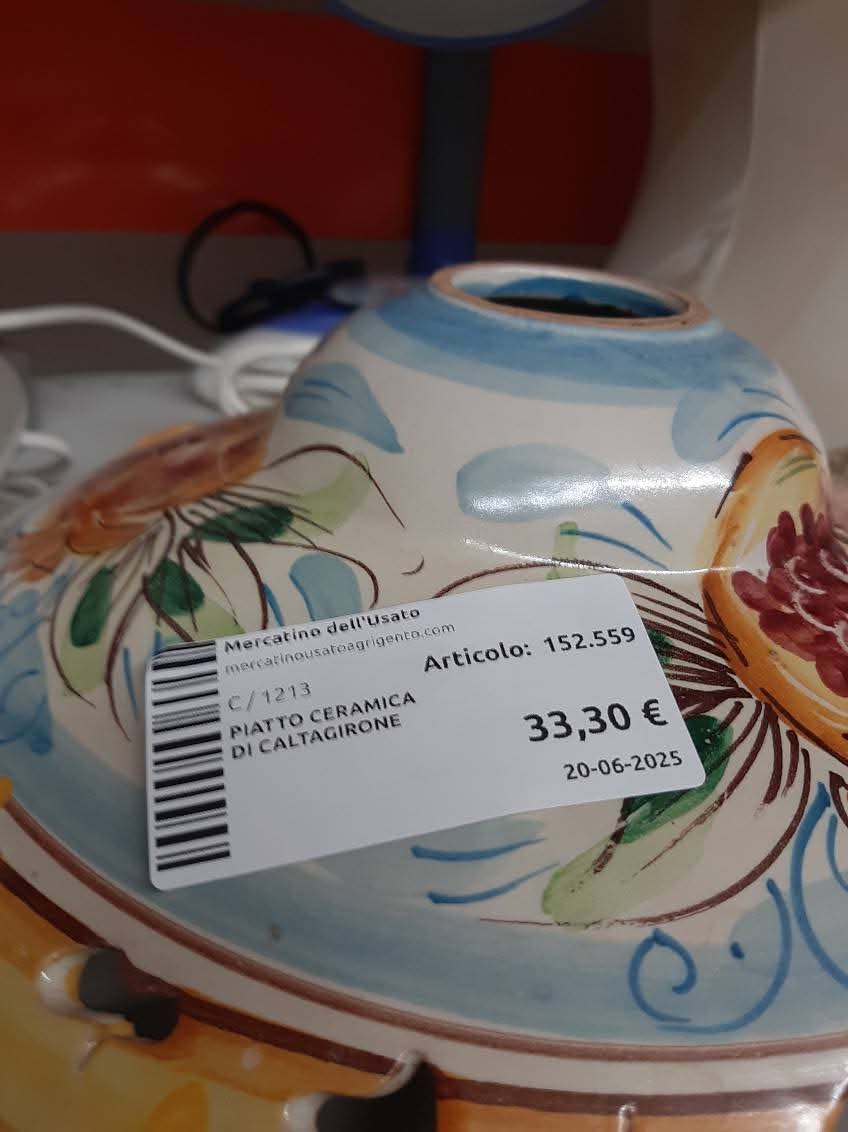 Mercatino dell'Usato
mercatinousatoagrigento.com
Articolo: 152.559
C / 1213
PIATTO CERAMICA
DI CALTAGIRONE
33,30 €
20-06-2025